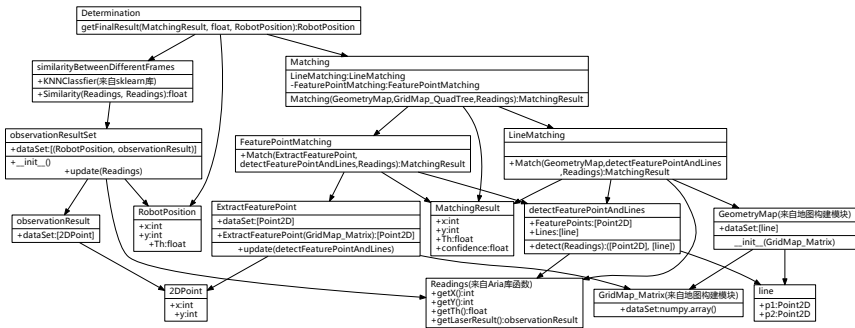 Determination
getFinalResult(MatchingResult, float, RobotPosition):RobotPosition
similarityBetweenDifferentFrames
+KNNClassfier(来自sklearn库)
+Similarity(Readings, Readings):float
Matching
LineMatching:LineMatching
-FeaturePointMatching:FeaturePointMatching
Matching(GeometryMap,GridMap_QuadTree,Readings):MatchingResult
observationResultSet
+dataSet:[(RobotPosition, observationResult)]
+__init__()
+update(Readings)
FeaturePointMatching
+Match(ExtractFeaturePoint,
detectFeaturePointAndLines,Readings):MatchingResult
LineMatching
+Match(GeometryMap,detectFeaturePointAndLines
,Readings):MatchingResult
observationResult
+dataSet:[2DPoint]
RobotPosition
+x:int
+y:int
+Th:float
ExtractFeaturePoint
+dataSet:[Point2D]
+ExtractFeaturePoint(GridMap_Matrix):[Point2D]
+update(detectFeaturePointAndLines)
MatchingResult
+x:int
+y:int
+Th:float
+confidence:float
detectFeaturePointAndLines
+FeaturePoints:[Point2D]
+Lines:[line]
+detect(Readings):([Point2D], [line])
GeometryMap(来自地图构建模块)
+dataSet:[line]
__init__(GridMap_Matrix)
2DPoint
+x:int
+y:int
Readings(来自Aria库函数)
+getX():int
+getY():int
+getTh():float
+getLaserResult():observationResult
GridMap_Matrix(来自地图构建模块)
+dataSet:numpy.array()
line
+p1:Point2D
+p2:Point2D